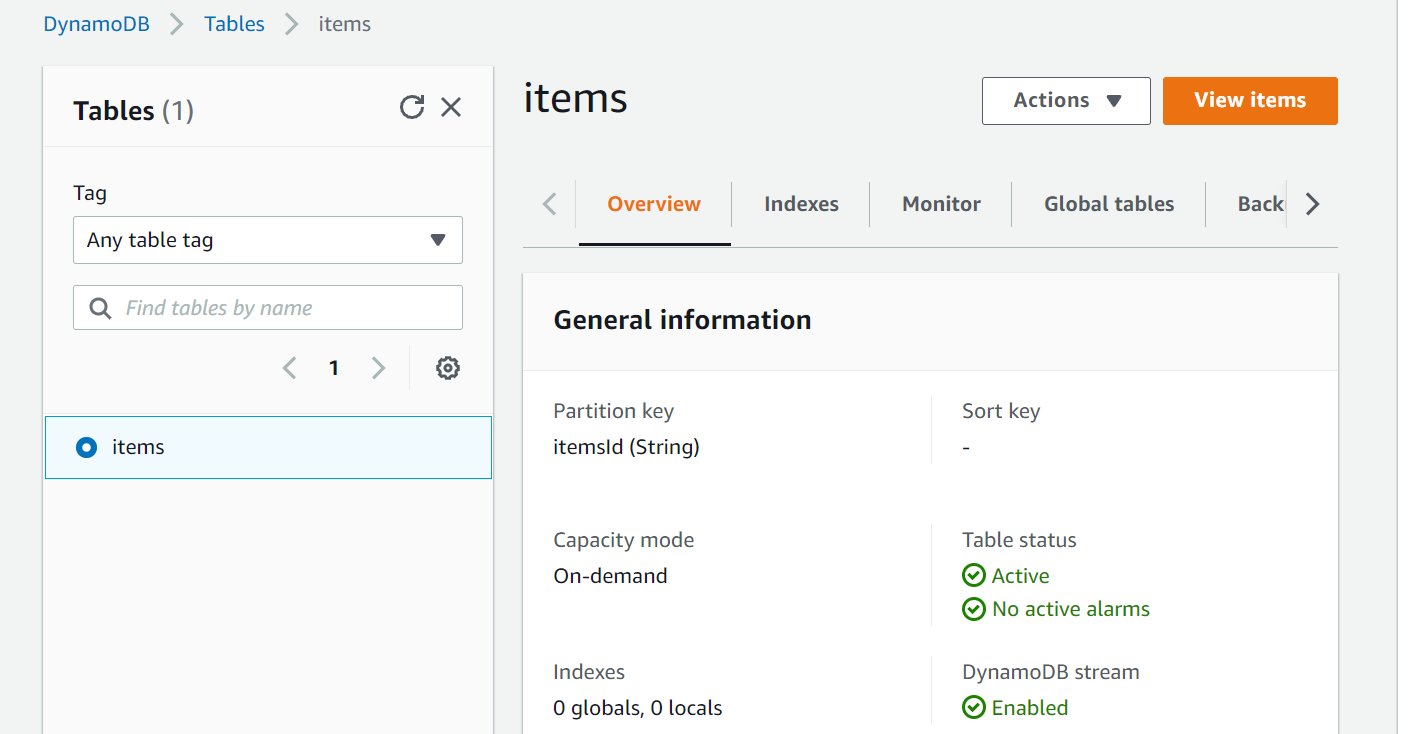 DynamoDB > Tables > items
Tables (1)
Tag
Any table tag
Find tables by name
1
items
items
Actions
View items
Overview
Indexes
Monitor
Global tables
Back
General information
Partition key
itemsId (String)
Sort key
-
Capacity mode
On-demand
Table status
Active
No active alarms
Indexes
0 globals, 0 locals
DynamoDB stream
Enabled